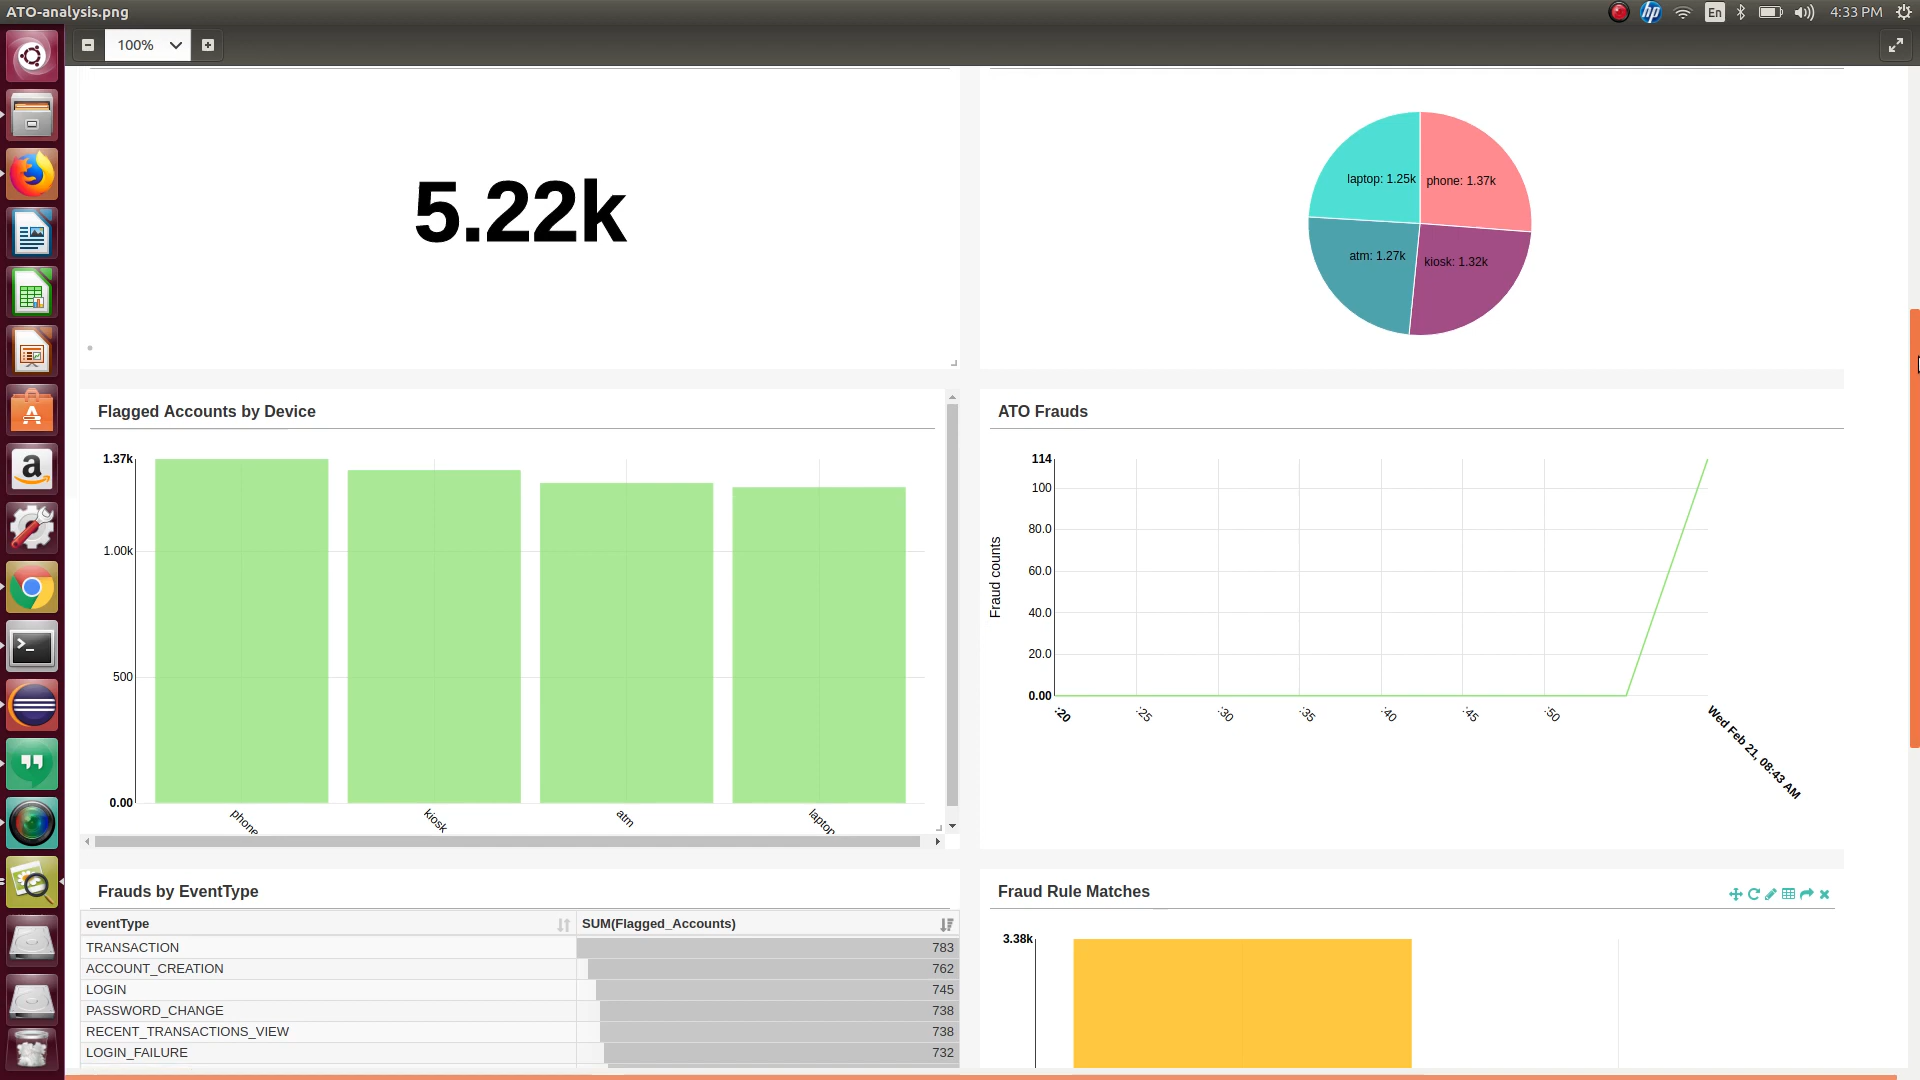 ATO-analysis.png
En
4:33 PM
100%
5.22k
laptop: 1.25k
phone: 1.37k
atm: 1.27k
kiosk: 1.32k
Flagged Accounts by Device
1.37k
1.00k
500
0.00
phone
kiosk
atm
laptop
ATO Frauds
Fraud counts
114
100
80.0
60.0
40.0
20.0
0.00
:20
:25
:30
:35
:40
:45
:50
Wed Feb 21, 08:43 AM
Frauds by EventType
eventType SUM(Flagged_Accounts)
TRANSACTION 783
ACCOUNT_CREATION 762
LOGIN 745
PASSWORD_CHANGE 738
RECENT_TRANSACTIONS_VIEW 738
LOGIN_FAILURE 732
Fraud Rule Matches
3.38k